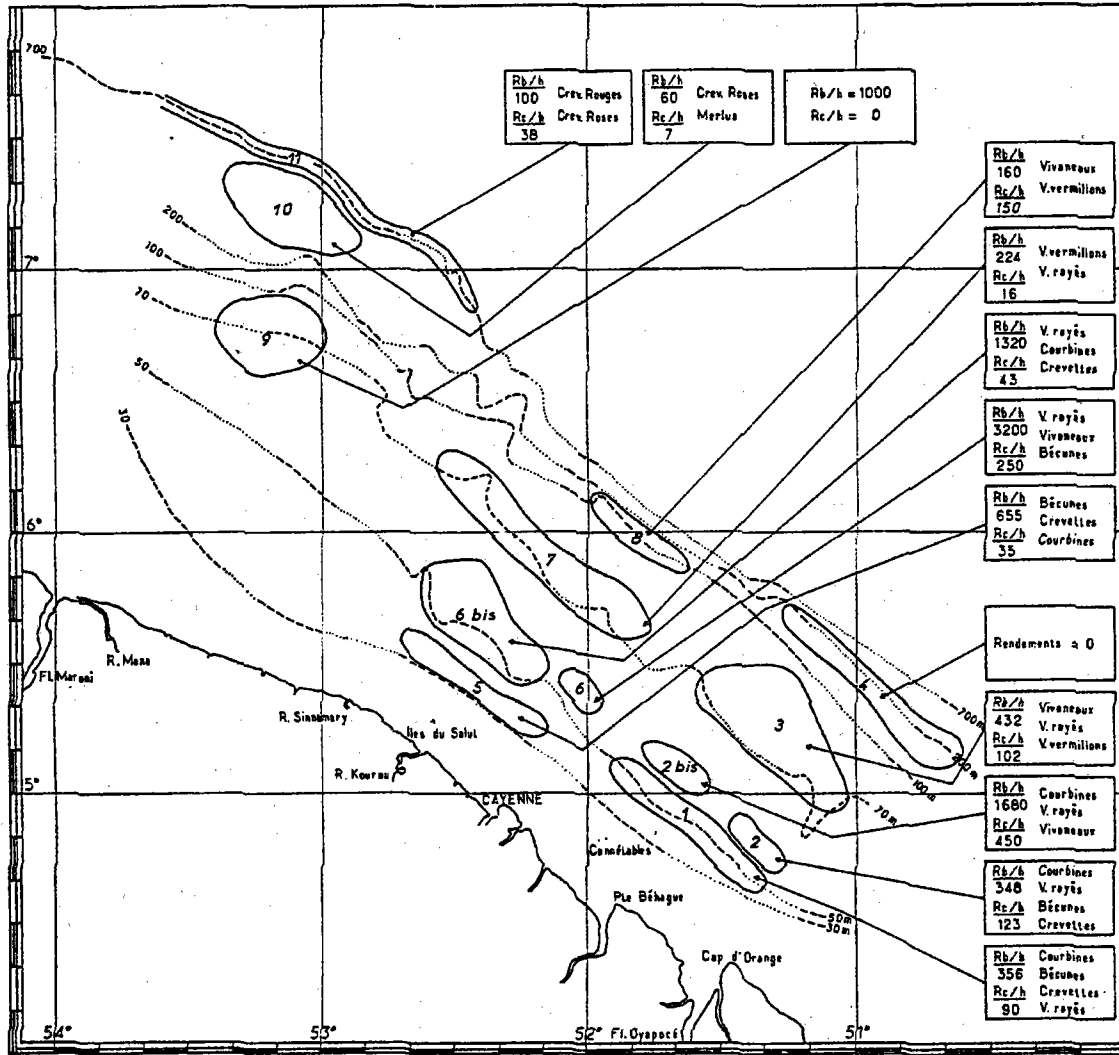 700
Rb/h
100 Crev. Rouges
Rc/h Crev. Roses
38
Rb/h
60 Crev. Roses
Rc/h Merlus
7
Rb/h = 1000
Rc/h = 0
Rb/h
160 Vivaneaux
Rc/h V.vermillons
150
Rb/h V.vermillons
224 V. rayés
Rc/h
16
Rb/h V. rayés
1320 Courbines
Rc/h Crevettes
43
Rb/h V. rayés
3200 Vivaneaux
Rc/h Bécunes
250
Rb/h Bécunes
655 Crevettes
Rc/h Courbines
35
Rendements = 0
Rb/h Vivaneaux
432 V. rayés
Rc/h V.vermillons
102
Rb/h Courbines
1680 V. rayés
Rc/h Vivaneaux
450
Rb/h Courbines
348 V. rayés
Rc/h Bécunes
123 Crevettes
Rb/h Courbines
356 Bécunes
Rc/h Crevettes
90 V. rayés
11
10
200
100
7°
70
9
50
30
6°
8
7
6 bis
5
6
4
3
2 bis
1
2
700m
200m
100m
70m
50m
30m
Fl.Maroni
R. Mana
R. Sinnamary
Iles du Salut
R. Kourou
5°
CAYENNE
Connétables
Pte Béhague
Cap d'Orange
Fl. Oyapock
54°
53°
52°
51°